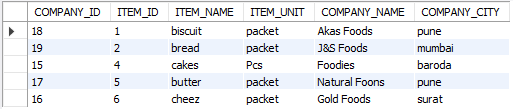 COMPANY_ID ITEM_ID ITEM_NAME ITEM_UNIT COMPANY_NAME COMPANY_CITY
18 1 biscuit packet Akas Foods pune
19 2 bread packet J&S Foods mumbai
15 4 cakes Pcs Foodies baroda
17 5 butter packet Natural Foons pune
16 6 cheez packet Gold Foods surat